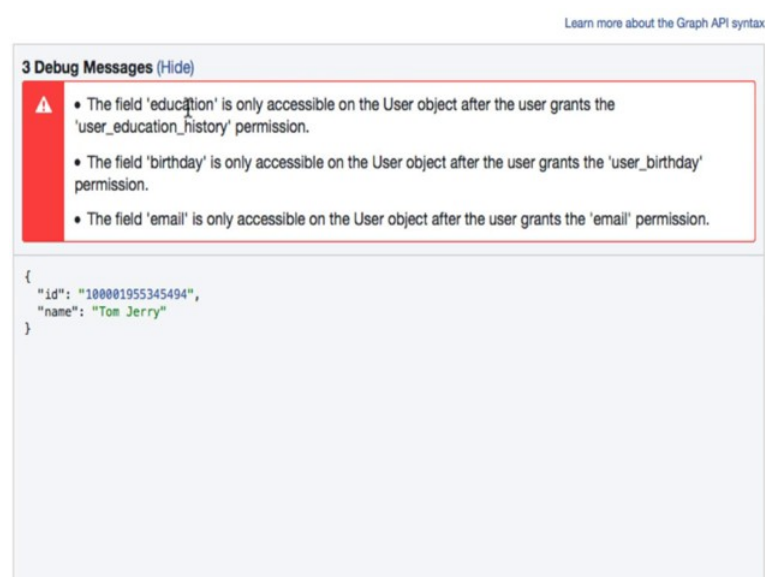 Learn more about the Graph API syntax
3 Debug Messages (Hide)
• The field 'education' is only accessible on the User object after the user grants the
'user_education_history' permission.
• The field 'birthday' is only accessible on the User object after the user grants the 'user_birthday'
permission.
• The field 'email' is only accessible on the User object after the user grants the 'email' permission.
{
"id": "100001955345494",
"name": "Tom Jerry"
}